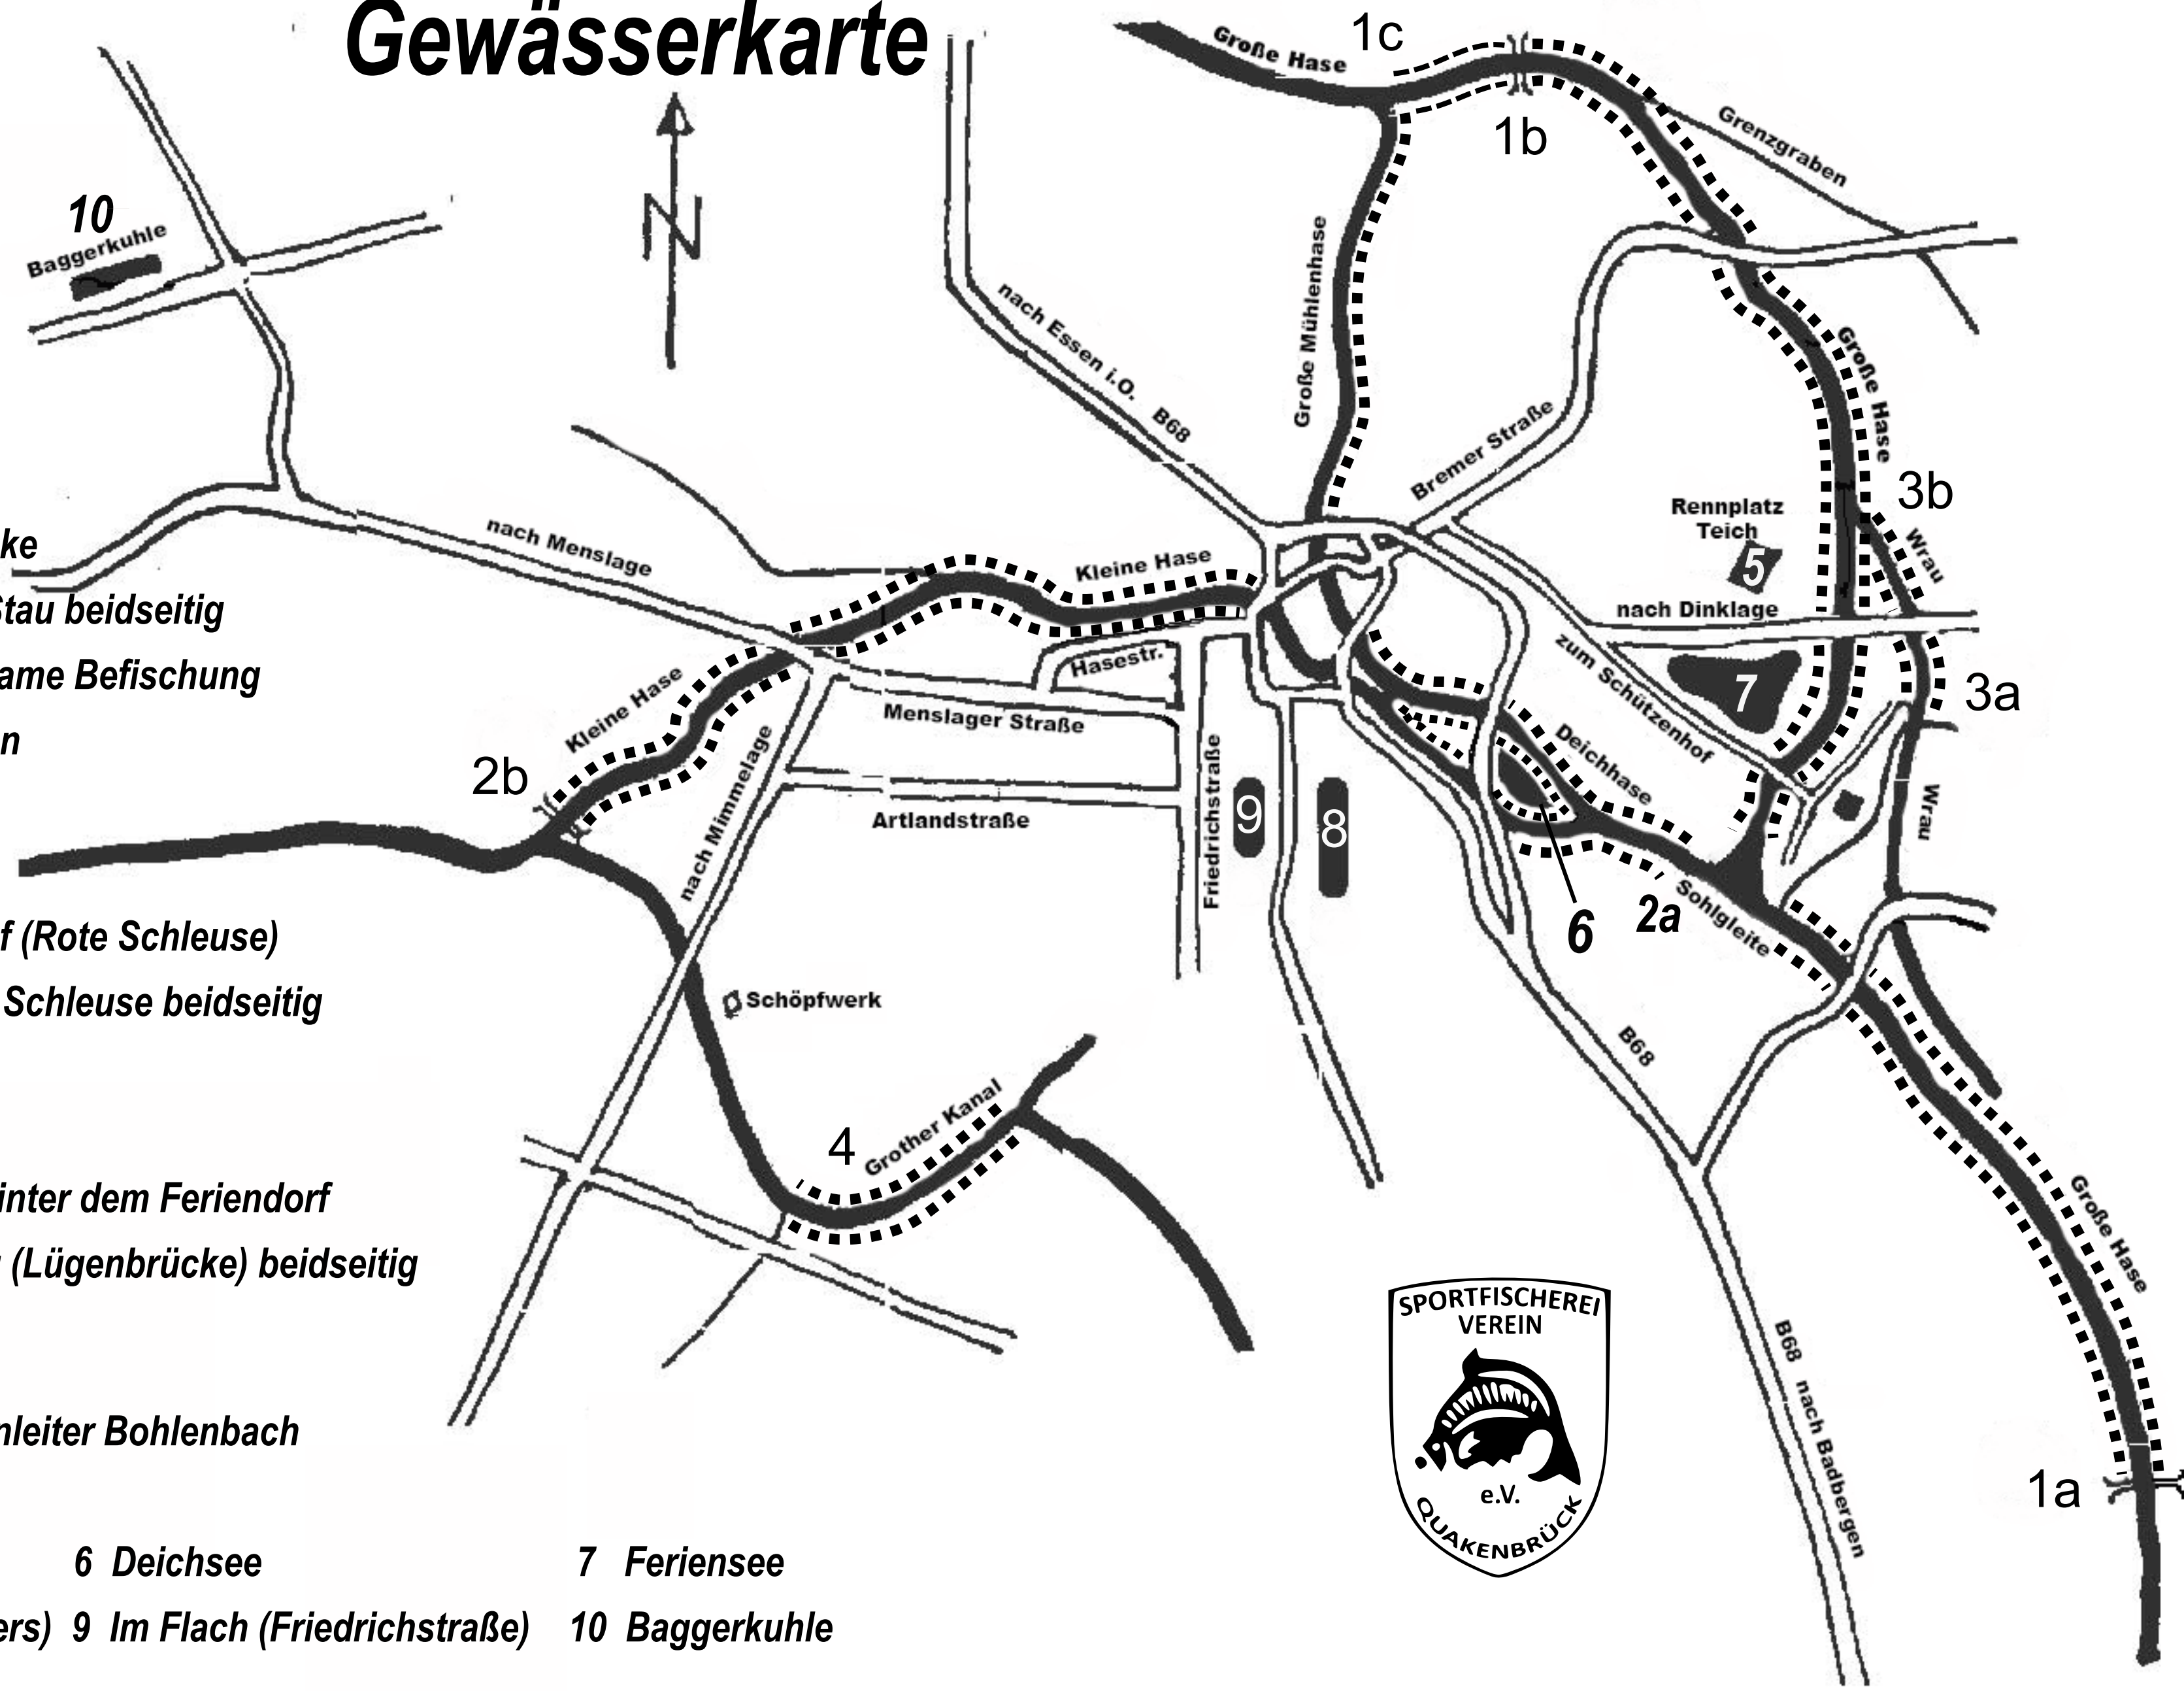 Gewässerkarte
1c
Große Hase
1b
Grenzgraben
10
Baggerkuhle
N
nach Essen i.O. B68
Große Mühlenhase
Große Hase
Bremer Straße
3b
Rennplatz
Teich
5
Wrau
nach Menslage
Kleine Hase
nach Dinklage
zum Schützenhof
7
3a
Hasestr.
Menslager Straße
Kleine Hase
2b
nach Mimmelage
Artlandstraße
Friedrichstraße
9
8
Deichhase
Wrau
6
2a
Sohlgleite
Schöpfwerk
B68
4
Grother Kanal
Große Hase
B68 nach Badbergen
1a
SPORTFISCHEREI
VEREIN
e.V.
QUAKENBRÜCK
ke
Stau beidseitig
ame Befischung
n
f (Rote Schleuse)
Schleuse beidseitig
inter dem Feriendorf
(Lügenbrücke) beidseitig
nleiter Bohlenbach
6 Deichsee 7 Feriensee
ers) 9 Im Flach (Friedrichstraße) 10 Baggerkuhle